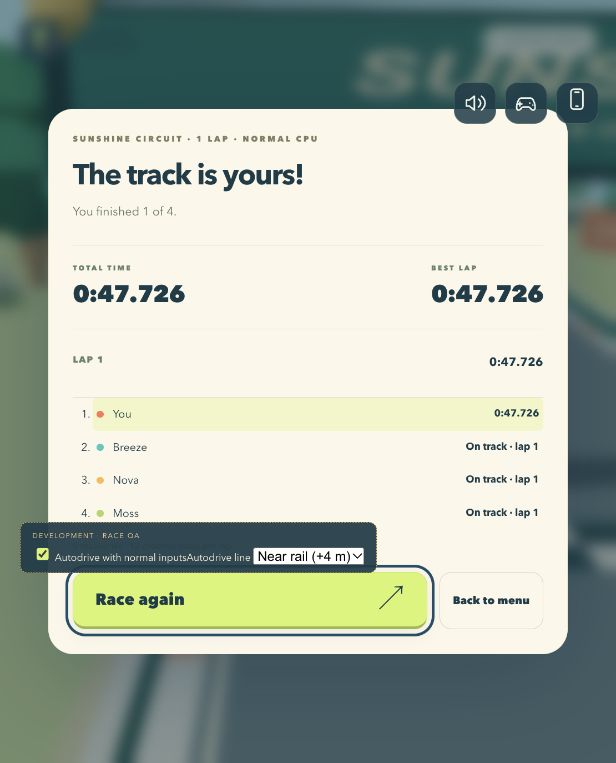 SUNSHINE CIRCUIT • 1 LAP • NORMAL CPU
The track is yours!
You finished 1 of 4.
TOTAL TIME
BEST LAP
0:47.726
0:47.726
LAP 1
0:47.726
1. You 0:47.726
2. Breeze On track · lap 1
3. Nova On track · lap 1
4. Moss On track · lap 1
DEVELOPMENT RACE QA
Autodrive with normal inputsAutodrive line Near rail (+4 m)
Race again
Back to menu